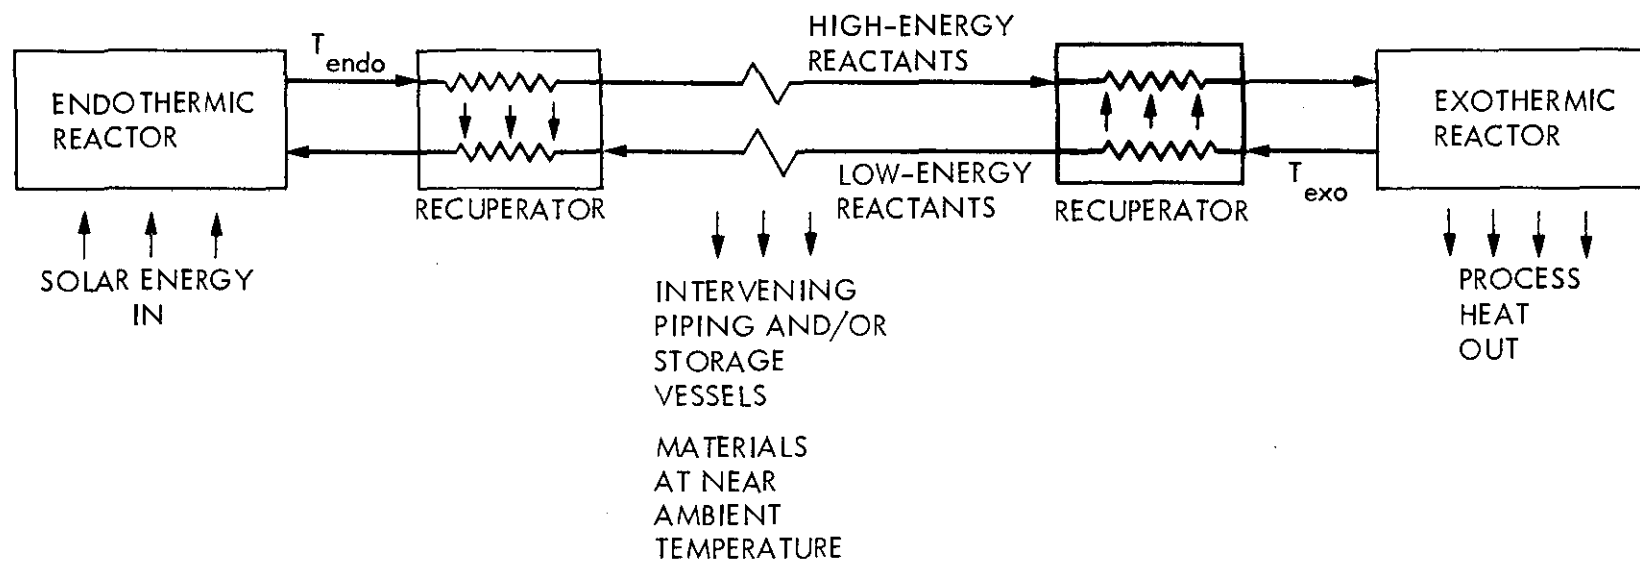 ENDOTHERMIC
REACTOR
T endo
RECUPERATOR
HIGH-ENERGY
REACTANTS
LOW-ENERGY
REACTANTS
RECUPERATOR
T exo
EXOTHERMIC
REACTOR
SOLAR ENERGY
IN
INTERVENING
PIPING AND/OR
STORAGE
VESSELS
MATERIALS
AT NEAR
AMBIENT
TEMPERATURE
PROCESS
HEAT
OUT